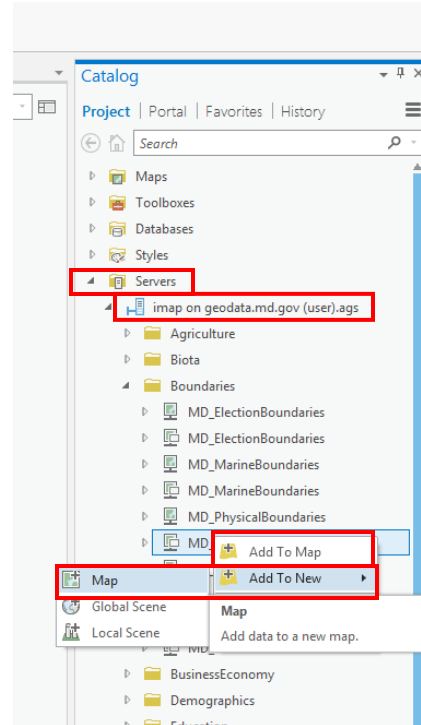 Catalog
Project | Portal | Favorites | History
Search
Maps
Toolboxes
Databases
Styles
Servers
imap on geodata.md.gov (user).ags
Agriculture
Biota
Boundaries
MD_ElectionBoundaries
MD_ElectionBoundaries
MD_MarineBoundaries
MD_MarineBoundaries
MD_PhysicalBoundaries
MD_
Add To Map
Map
Add To New
Global Scene
Map
Local Scene
Add data to a new map.
BusinessEconomy
Demographics